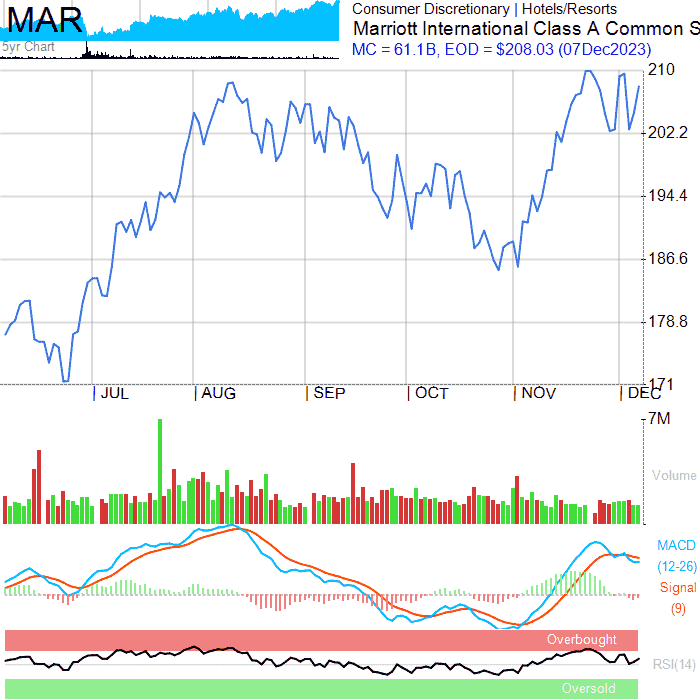 MAR
5yr Chart
Consumer Discretionary | Hotels/Resorts
Marriott International Class A Common S
MC = 61.1B, EOD = $208.03 (07Dec2023)
210
202.2
194.4
186.6
178.8
171
JUL AUG SEP OCT NOV DEC
7M
Volume
MACD
(12-26)
Signal
(9)
Overbought
RSI(14)
Oversold